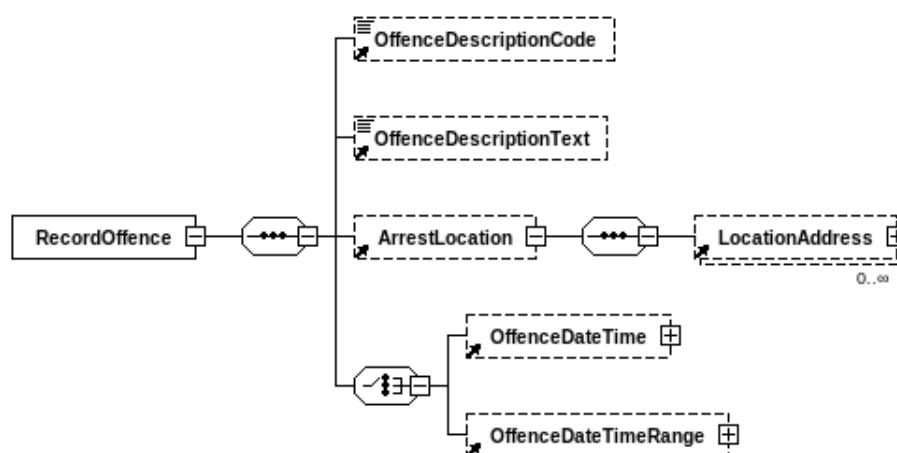 OffenceDescriptionCode
OffenceDescriptionText
RecordOffence
ArrestLocation
LocationAddress
0..∞
OffenceDateTime
OffenceDateTimeRange